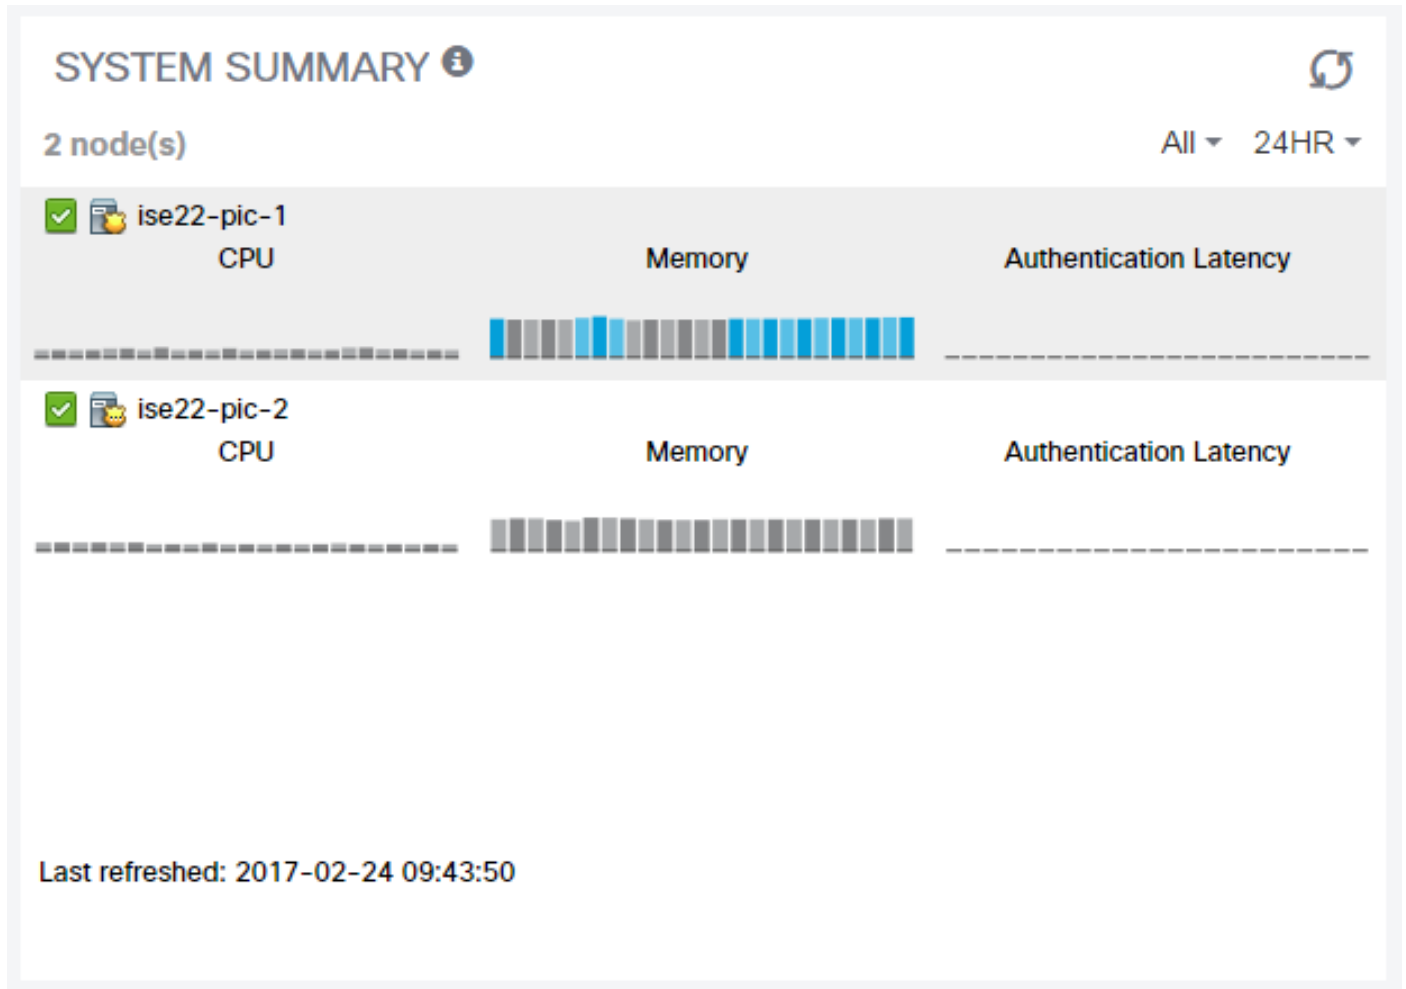 SYSTEM SUMMARY
2 node(s)
All 24HR
ise22-pic-1
CPU Memory Authentication Latency
ise22-pic-2
CPU Memory Authentication Latency
Last refreshed: 2017-02-24 09:43:50